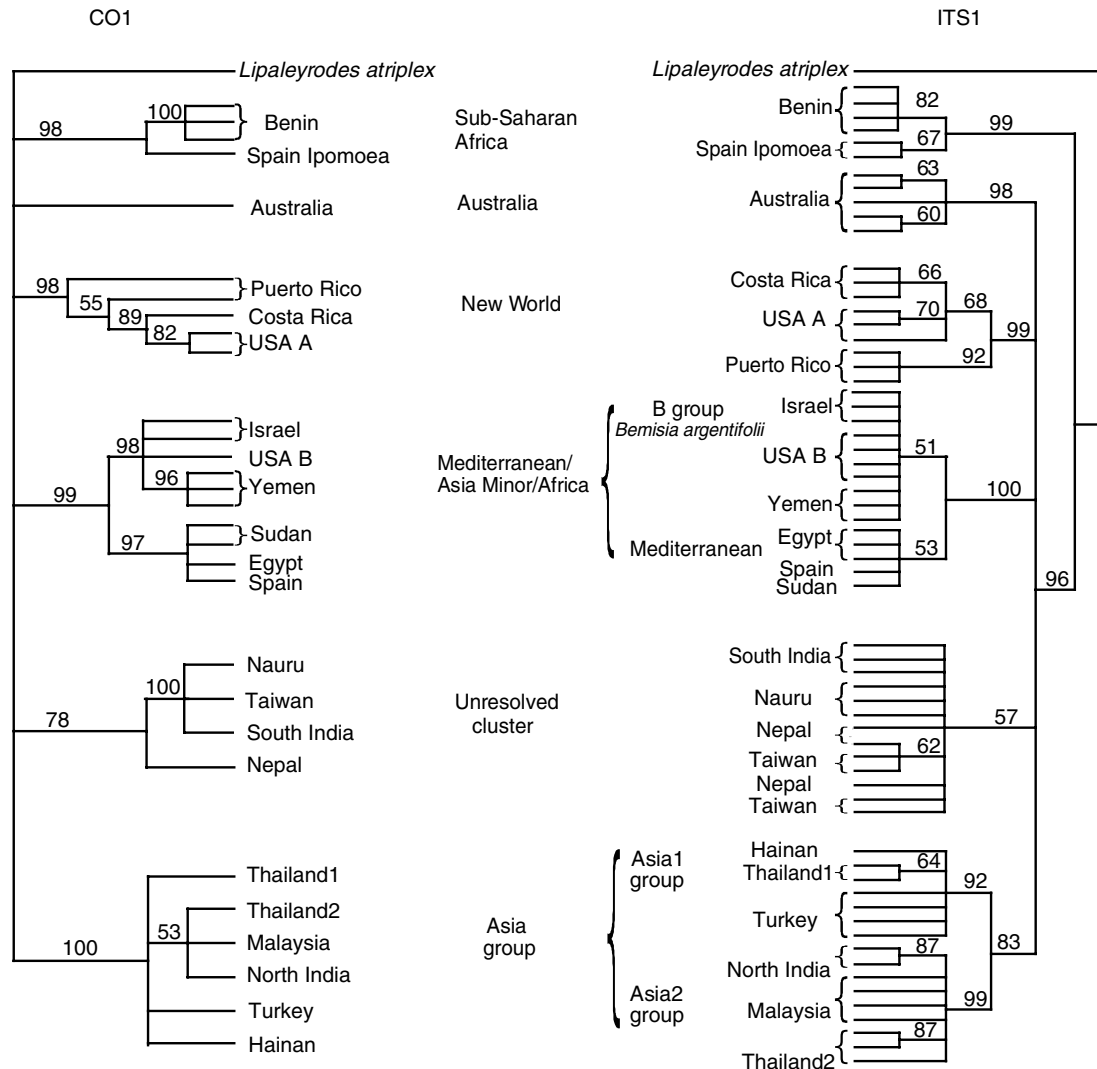 CO1
ITS1
Lipaleyrodes atriplex
98
100
Benin
Spain Ipomoea
Australia
98
55
89
82
Puerto Rico
Costa Rica
USA A
99
98
96
97
Israel
USA B
Yemen
Sudan
Egypt
Spain
78
100
Nauru
Taiwan
South India
Nepal
100
53
Thailand1
Thailand2
Malaysia
North India
Turkey
Hainan
Sub-Saharan
Africa
Australia
New World
Mediterranean/
Asia Minor/Africa
B group
Bemisia argentifolii
Mediterranean
Unresolved
cluster
Asia
group
Asia1
group
Asia2
group
Lipaleyrodes atriplex
Benin
82
99
Spain Ipomoea
67
63
Australia
98
60
Costa Rica
66
68
USA A
70
99
Puerto Rico
92
Israel
USA B
51
Yemen
100
Egypt
53
Spain
Sudan
96
South India
Nauru
57
Nepal
62
Taiwan
Nepal
Taiwan
Hainan
64
Thailand1
92
Turkey
83
87
North India
Malaysia
99
87
Thailand2